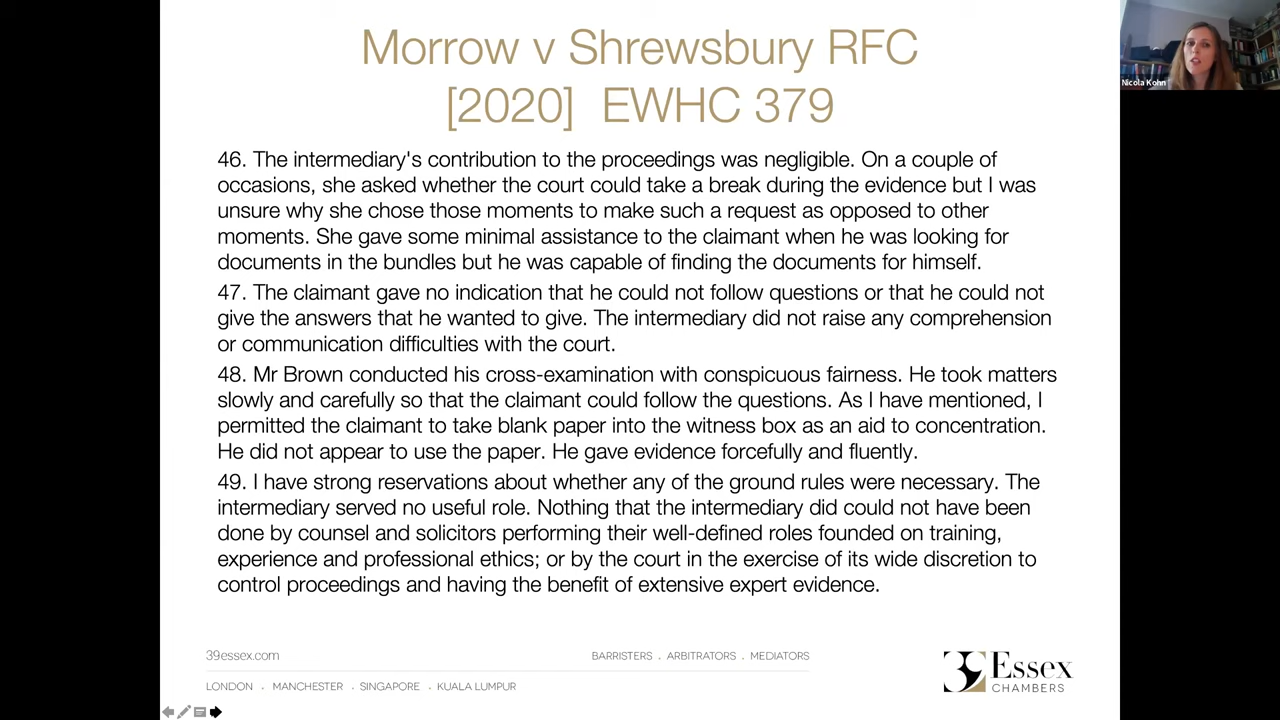 Morrow v Shrewsbury RFC
[2020] EWHC 379
Nicola Kohn
46. The intermediary's contribution to the proceedings was negligible. On a couple of
occasions, she asked whether the court could take a break during the evidence but I was
unsure why she chose those moments to make such a request as opposed to other
moments. She gave some minimal assistance to the claimant when he was looking for
documents in the bundles but he was capable of finding the documents for himself.
47. The claimant gave no indication that he could not follow questions or that he could not
give the answers that he wanted to give. The intermediary did not raise any comprehension
or communication difficulties with the court.
48. Mr Brown conducted his cross-examination with conspicuous fairness. He took matters
slowly and carefully so that the claimant could follow the questions. As I have mentioned, I
permitted the claimant to take blank paper into the witness box as an aid to concentration.
He did not appear to use the paper. He gave evidence forcefully and fluently.
49. I have strong reservations about whether any of the ground rules were necessary. The
intermediary served no useful role. Nothing that the intermediary did could not have been
done by counsel and solicitors performing their well-defined roles founded on training,
experience and professional ethics; or by the court in the exercise of its wide discretion to
control proceedings and having the benefit of extensive expert evidence.
39essex.com
BARRISTERS . ARBITRATORS . MEDIATORS
LONDON . MANCHESTER . SINGAPORE . KUALA LUMPUR
39 Essex
CHAMBERS